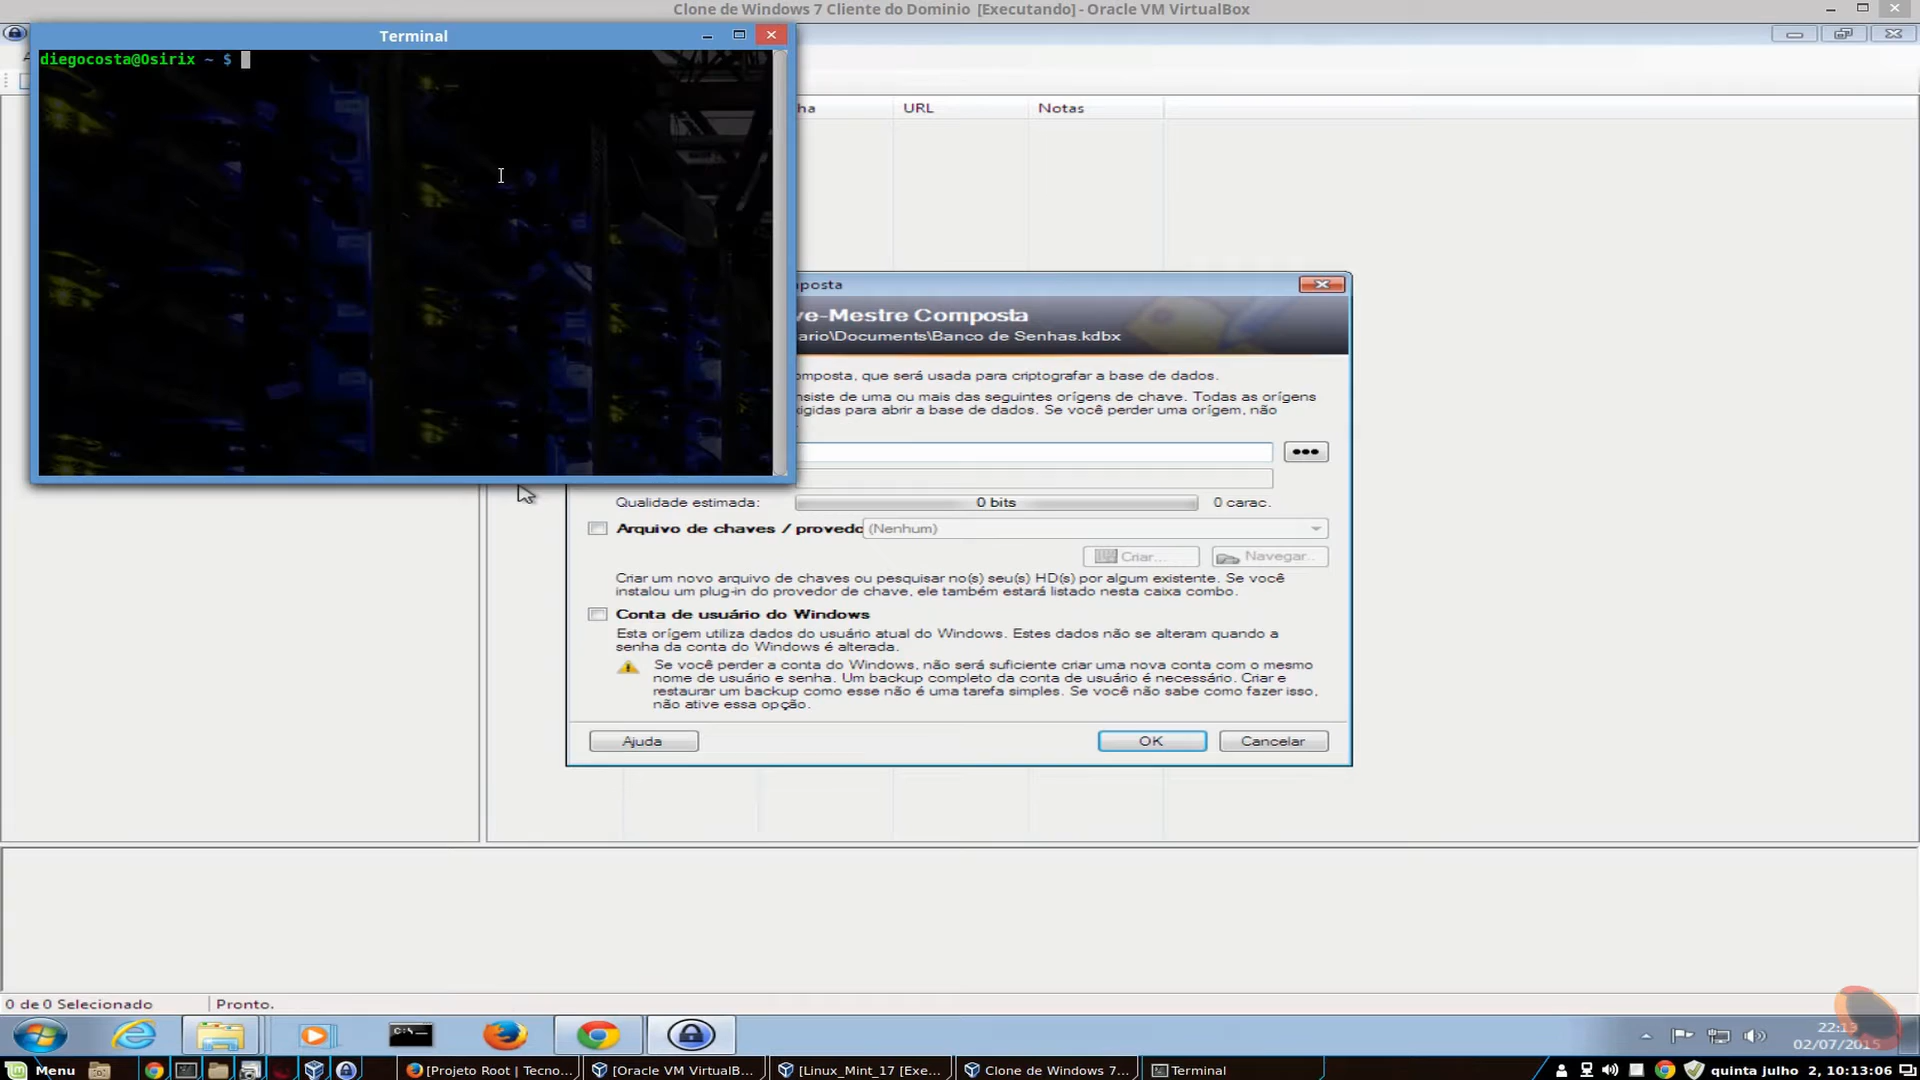 Clone de Windows 7 Cliente do Dominio [Executando] - Oracle VM VirtualBox
Terminal
diegocosta@Osirix ~ $
ha
URL
Notas
posta
ve-Mestre Composta
ario\Documents\Banco de Senhas.kdbx
omposta, que será usada para criptografar a base de dados.
nsiste de uma ou mais das seguintes orígens de chave. Todas as orígens
xigidas para abrir a base de dados. Se você perder uma orígem, não
Qualidade estimada:
0 bits
0 carac.
Arquivo de chaves / provedo
(Nenhum)
Criar...
Navegar..
Criar um novo arquivo de chaves ou pesquisar no(s) seu(s) HD(s) por algum existente. Se você
instalou um plug-in do provedor de chave, ele também estará listado nesta caixa combo.
Conta de usuário do Windows
Esta orígem utiliza dados do usuário atual do Windows. Estes dados não se alteram quando a
senha da conta do Windows é alterada.
Se você perder a conta do Windows, não será suficiente criar uma nova conta com o mesmo
nome de usuário e senha. Um backup completo da conta de usuário é necessário. Criar e
restaurar um backup como esse não é uma tarefa simples. Se você não sabe como fazer isso,
não ative essa opção.
Ajuda
OK
Cancelar
0 de 0 Selecionado
Pronto.
C:\
22:13
02/07/2015
Menu
[Projeto Root | Tecno...
[Oracle VM VirtualB...
[Linux_Mint_17 [Exe...
Clone de Windows 7...
Terminal
quinta julho 2, 10:13:06